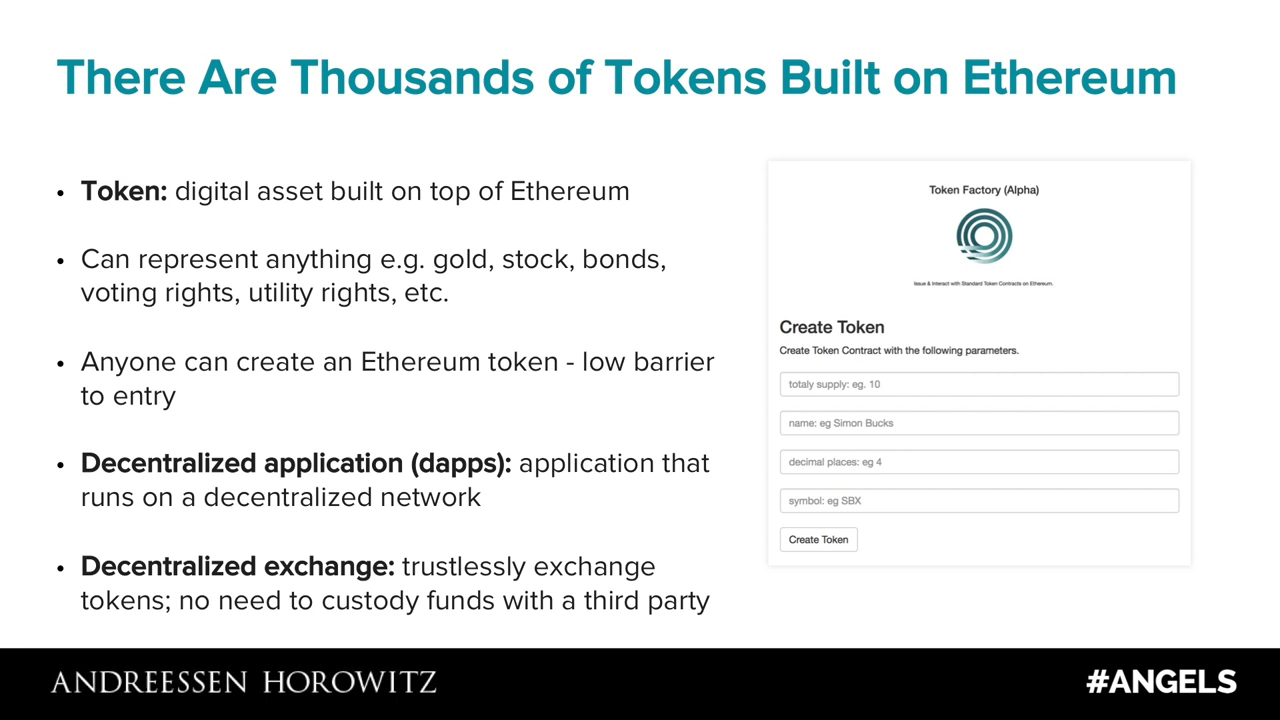 There Are Thousands of Tokens Built on Ethereum
• Token: digital asset built on top of Ethereum
• Can represent anything e.g. gold, stock, bonds,
voting rights, utility rights, etc.
• Anyone can create an Ethereum token - low barrier
to entry
• Decentralized application (dapps): application that
runs on a decentralized network
• Decentralized exchange: trustlessly exchange
tokens; no need to custody funds with a third party
Token Factory (Alpha)
Issue & Interact with Standard Token Contracts on Ethereum.
Create Token
Create Token Contract with the following parameters.
totaly supply: eg. 10
name: eg Simon Bucks
decimal places: eg 4
symbol: eg SBX
Create Token
ANDREESSEN HOROWITZ
#ANGELS